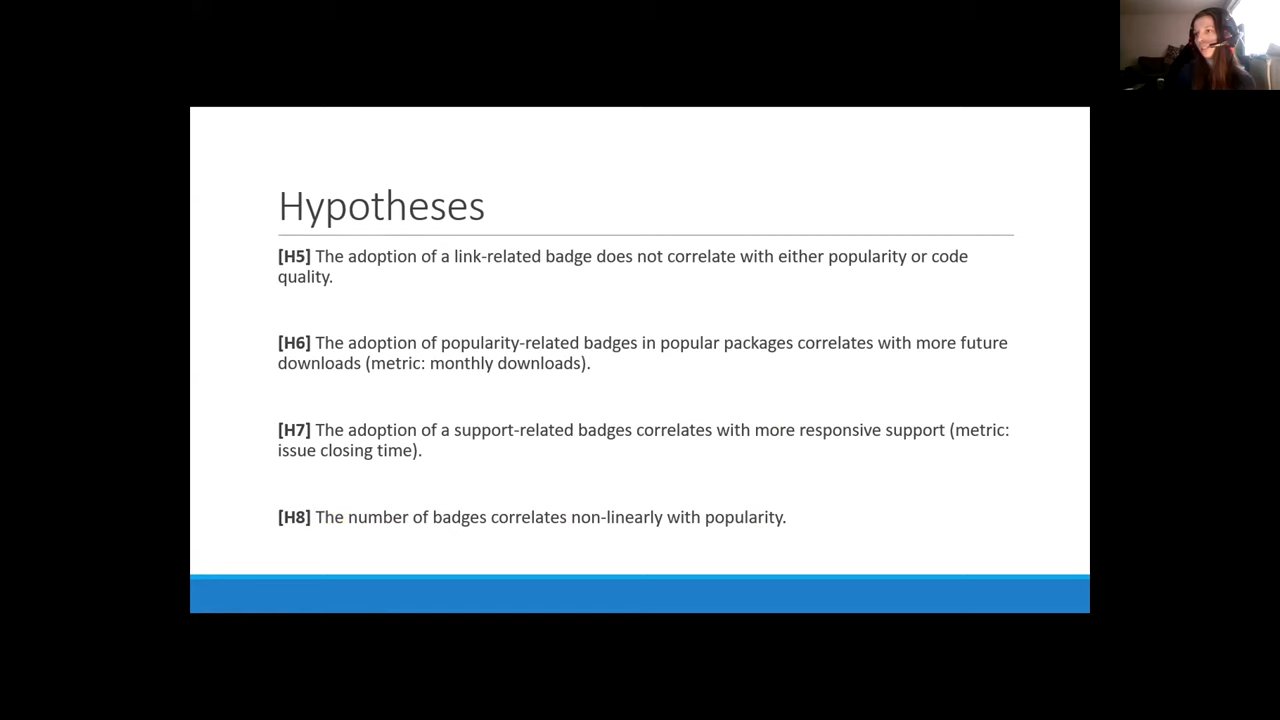 Hypotheses
[H5] The adoption of a link-related badge does not correlate with either popularity or code
quality.
[H6] The adoption of popularity-related badges in popular packages correlates with more future
downloads (metric: monthly downloads).
[H7] The adoption of a support-related badges correlates with more responsive support (metric:
issue closing time).
[H8] The number of badges correlates non-linearly with popularity.